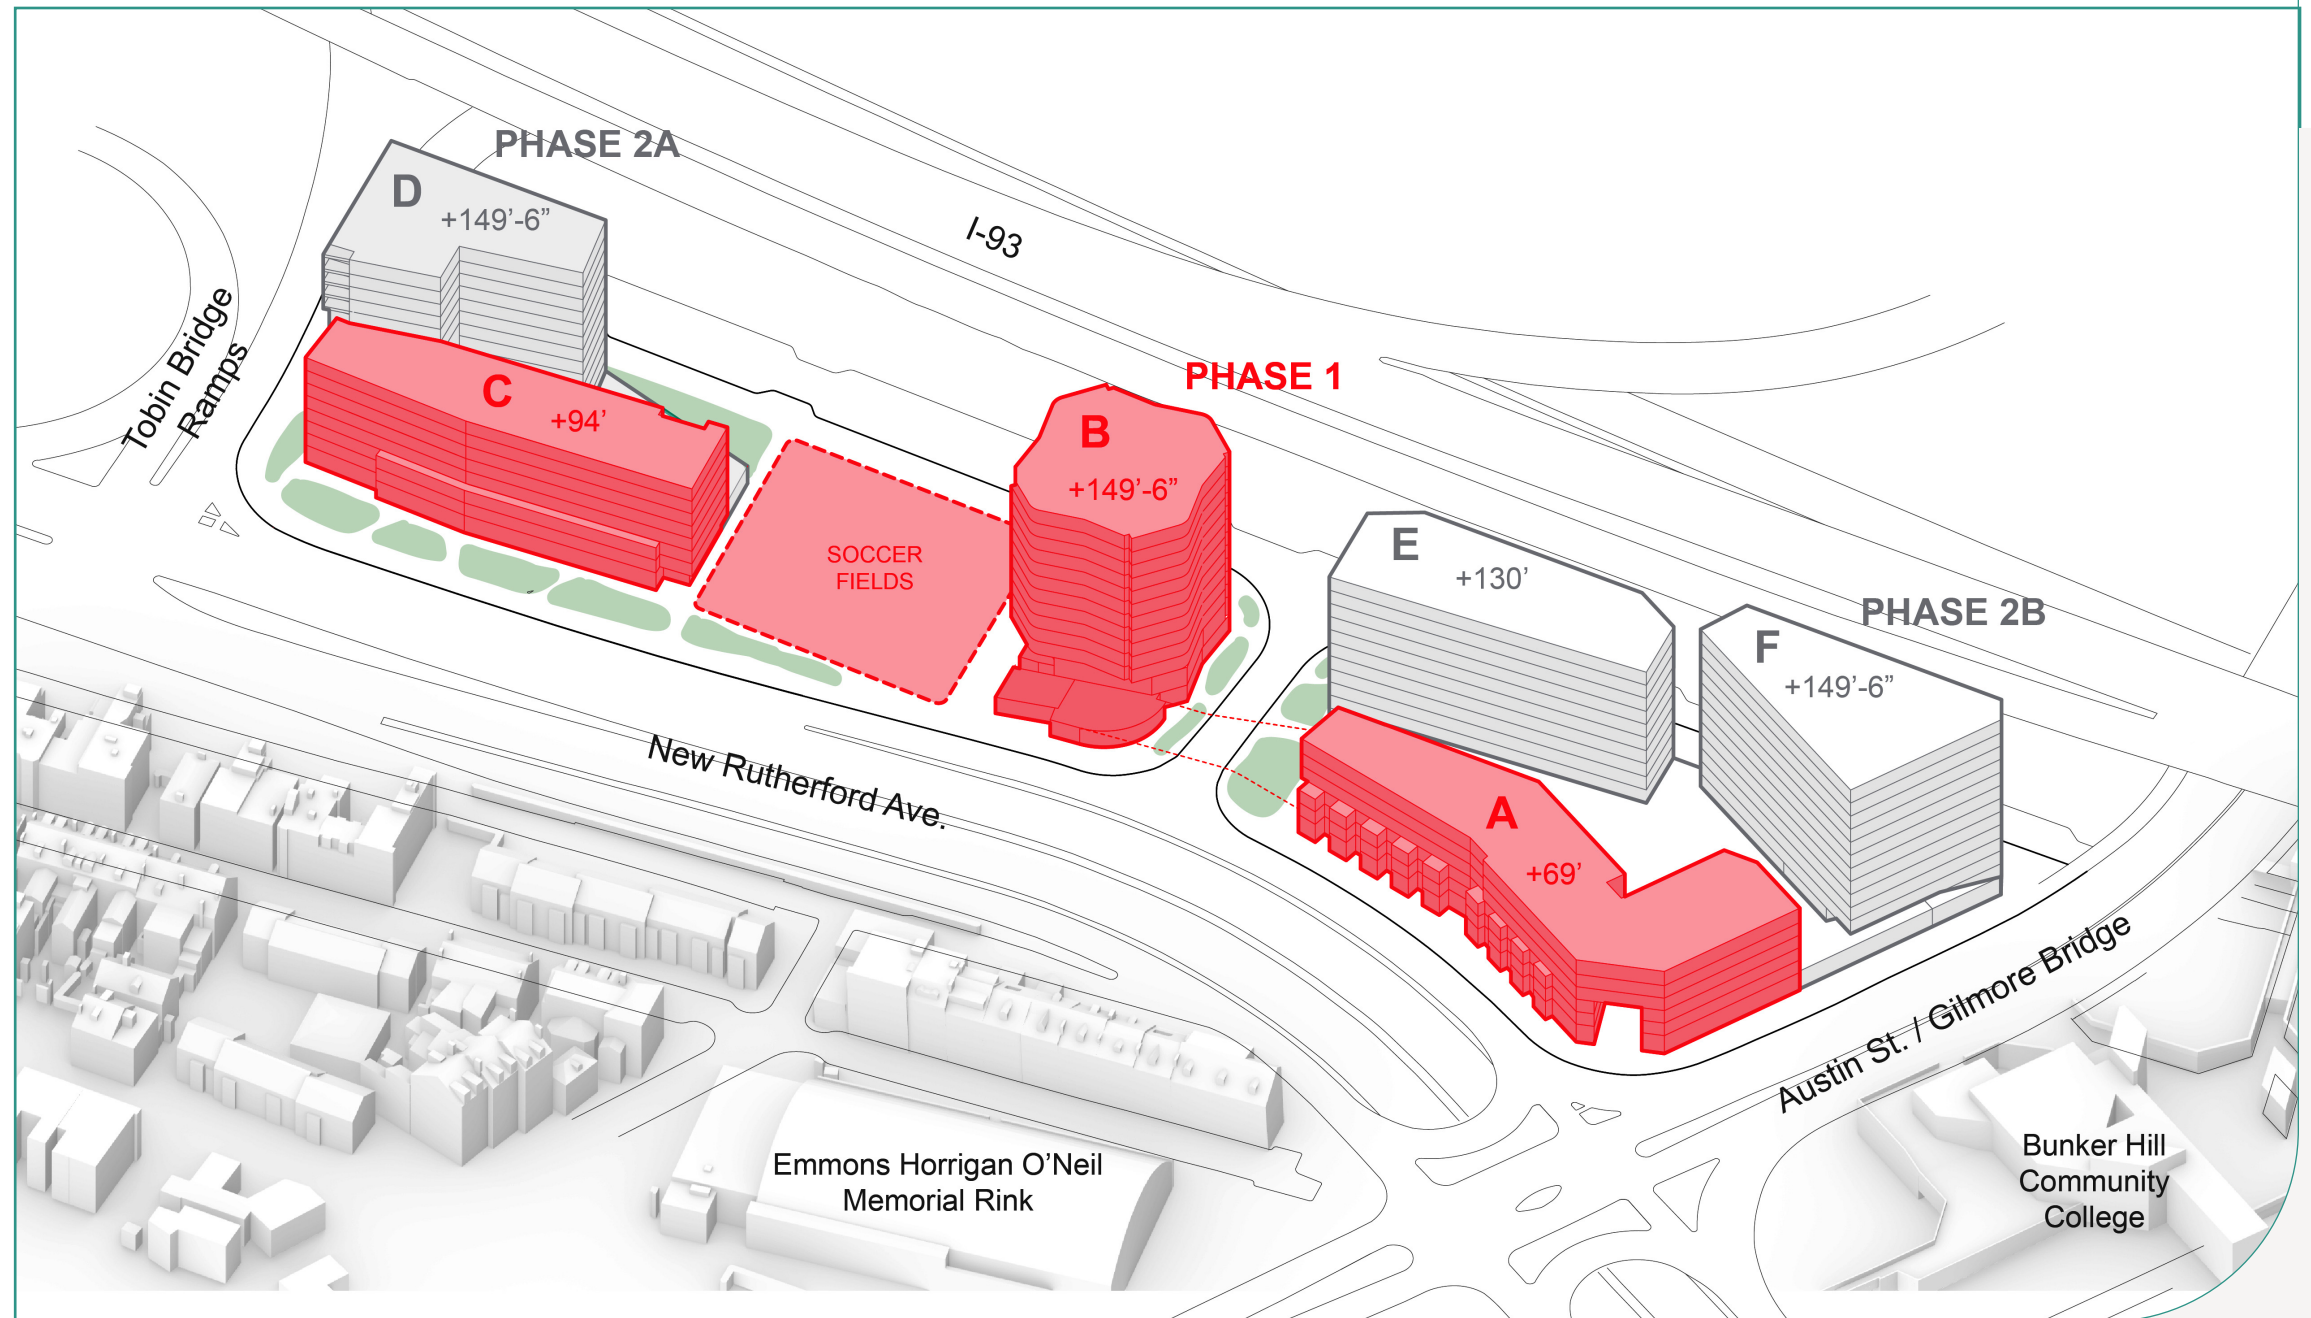 PHASE 2A
D
+149’-6”
I-93
Tobin Bridge
Ramps
C
+94’
PHASE 1
B
+149’-6”
SOCCER
FIELDS
E
+130’
PHASE 2B
F
+149’-6”
New Rutherford Ave.
A
+69’
Austin St. / Gilmore Bridge
Emmons Horrigan O’Neil
Memorial Rink
Bunker Hill
Community
College